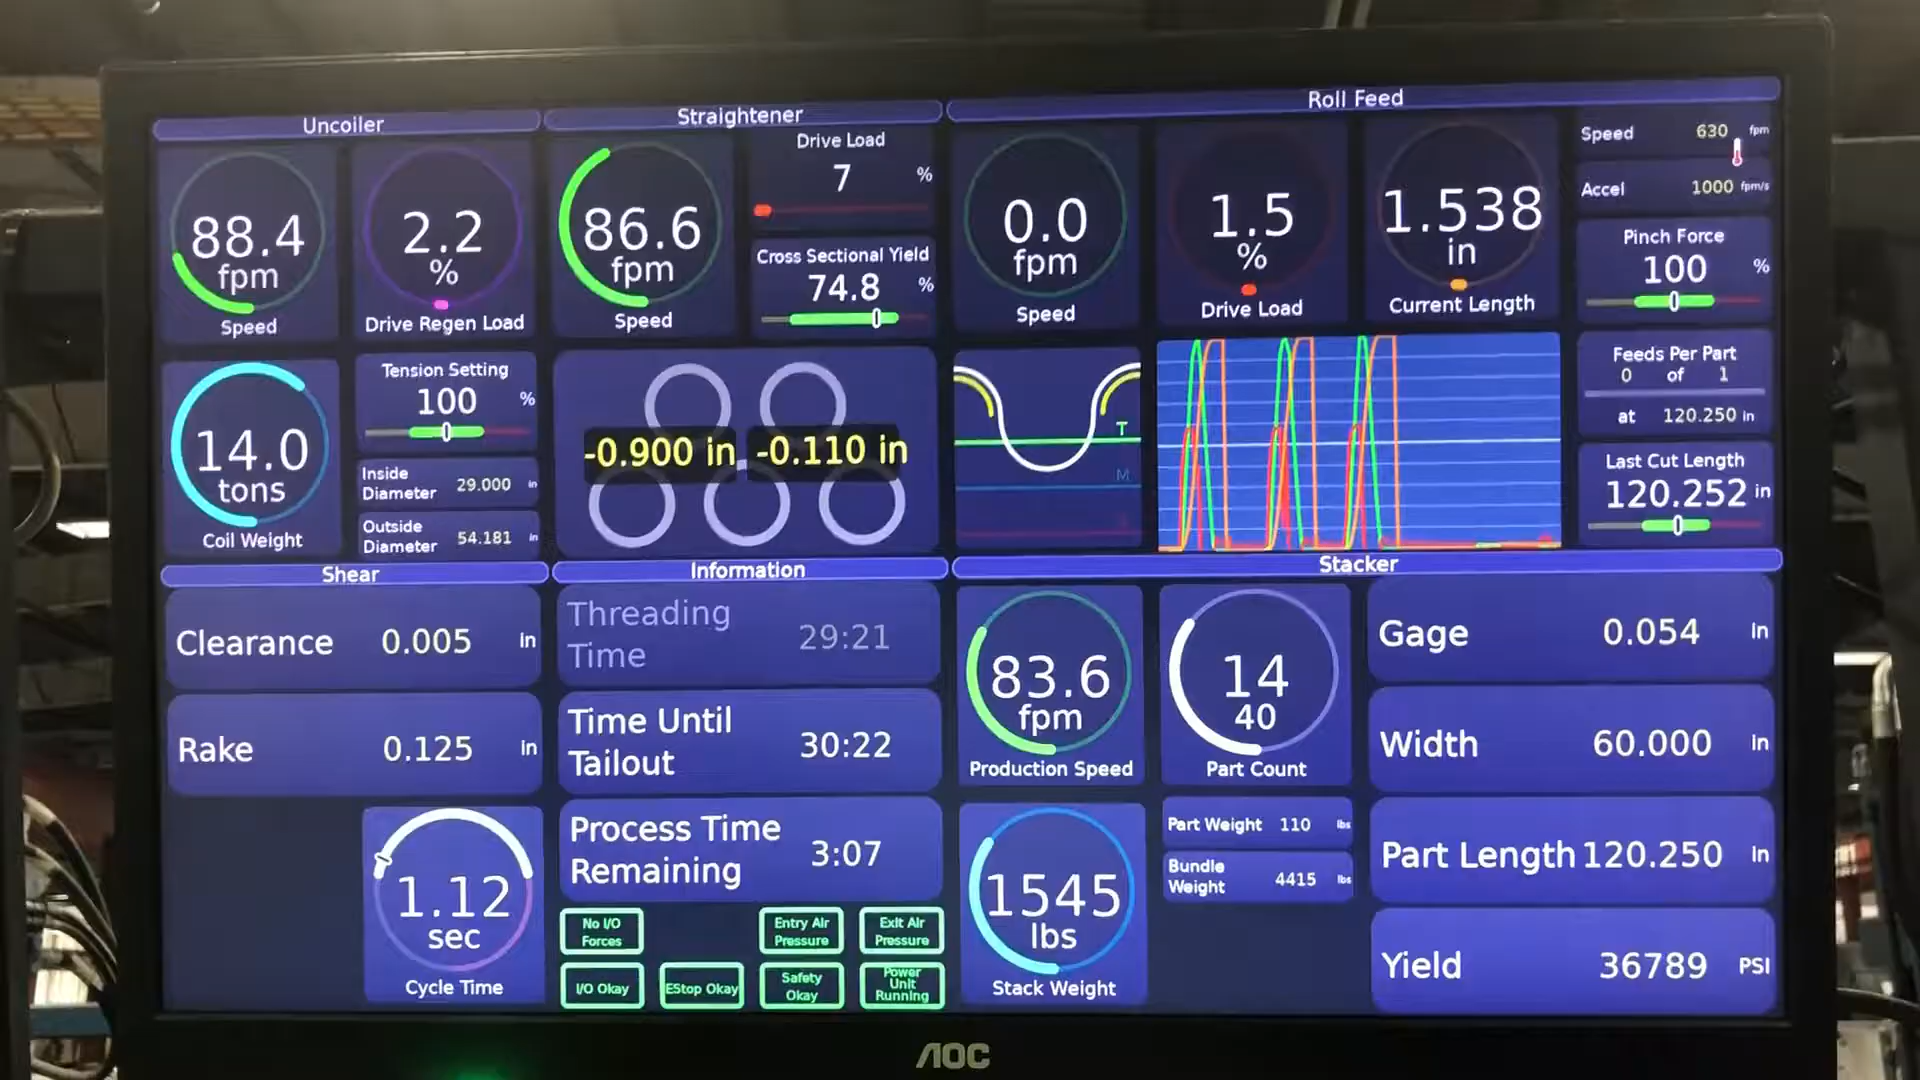 Uncoiler
88.4
fpm
Speed
2.2
%
Drive Regen Load
14.0
tons
Coil Weight
Tension Setting
100 %
Inside
Diameter 29.000 in
Outside
Diameter 54.181 in
Straightener
86.6
fpm
Speed
Drive Load
7 %
Cross Sectional Yield
74.8 %
-0.900 in -0.110 in
Roll Feed
0.0
fpm
Speed
1.5
%
Drive Load
1.538
in
Current Length
Speed 630 fpm
Accel 1000 fpm/s
Pinch Force
100 %
T
M
Feeds Per Part
0 of 1
at 120.250 in
Last Cut Length
120.252 in
Shear
Clearance 0.005 in
Rake 0.125 in
1.12
sec
Cycle Time
Information
Threading
Time 29:21
Time Until
Tailout 30:22
Process Time
Remaining 3:07
No I/O
Forces
Entry Air
Pressure
Exit Air
Pressure
I/O Okay
EStop Okay
Safety
Okay
Power
Unit
Running
Stacker
83.6
fpm
Production Speed
14
40
Part Count
1545
lbs
Stack Weight
Part Weight 110 lbs
Bundle
Weight 4415 lbs
Gage 0.054 in
Width 60.000 in
Part Length 120.250 in
Yield 36789 PSI
AOC